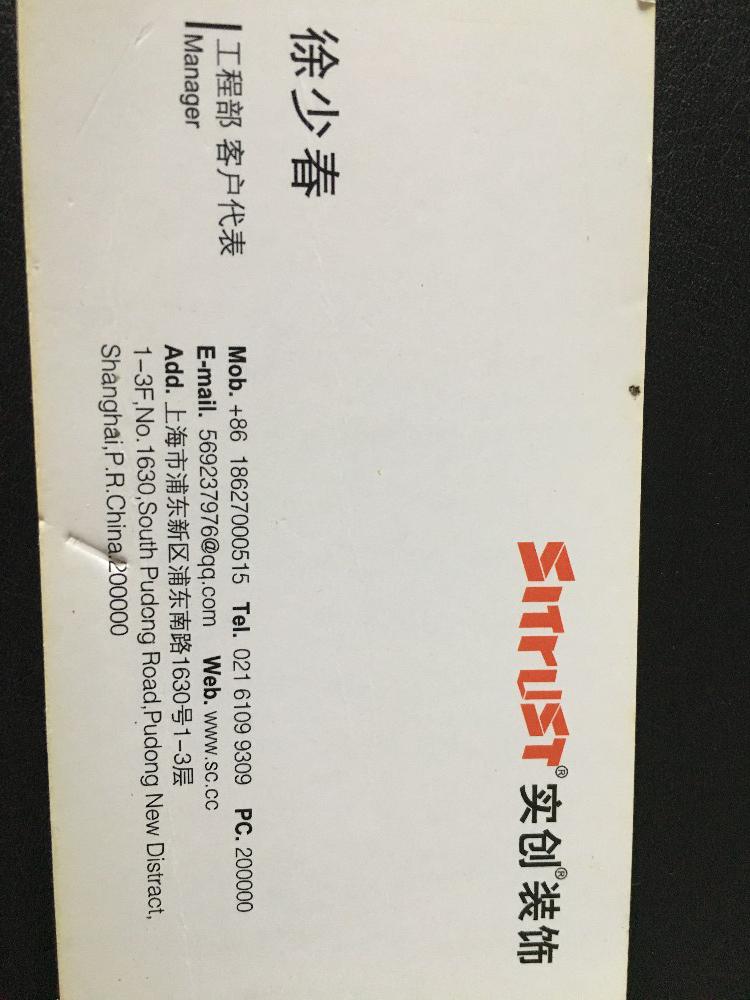 SITrUST® 实创®装饰
徐少春
工程部 客户代表
Manager
Mob. +86 18627000515 Tel. 021 6109 9309 PC. 200000
E-mail. 569237976@qq.com Web. www.sc.cc
Add. 上海市浦东新区浦东南路1630号1-3层
1-3F,No.1630,South Pudong Road,Pudong New Distract,
Shanghai,P.R.China.200000